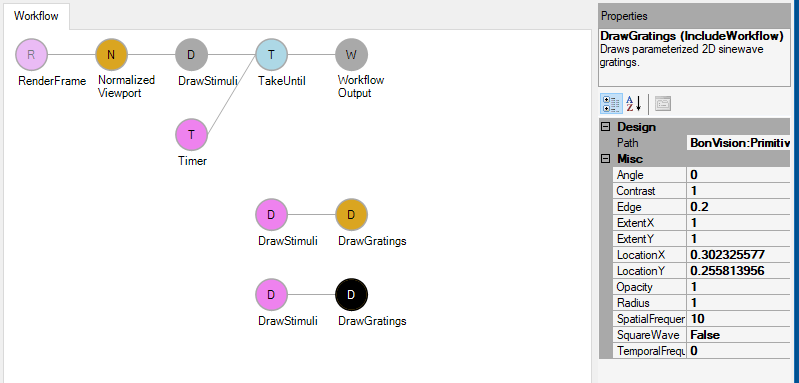 Workflow
Properties
DrawGratings (IncludeWorkflow)
Draws parameterized 2D sinewave
gratings.
R N D T W
RenderFrame Normalized Viewport DrawStimuli TakeUntil Workflow Output
T
Timer
D D
DrawStimuli DrawGratings
D D
DrawStimuli DrawGratings
A
Z
Design
Path BonVision:Primitiv
Misc
Angle 0
Contrast 1
Edge 0.2
ExtentX 1
ExtentY 1
LocationX 0.302325577
LocationY 0.255813956
Opacity 1
Radius 1
SpatialFrequer 10
SquareWave False
TemporalFrequ 0